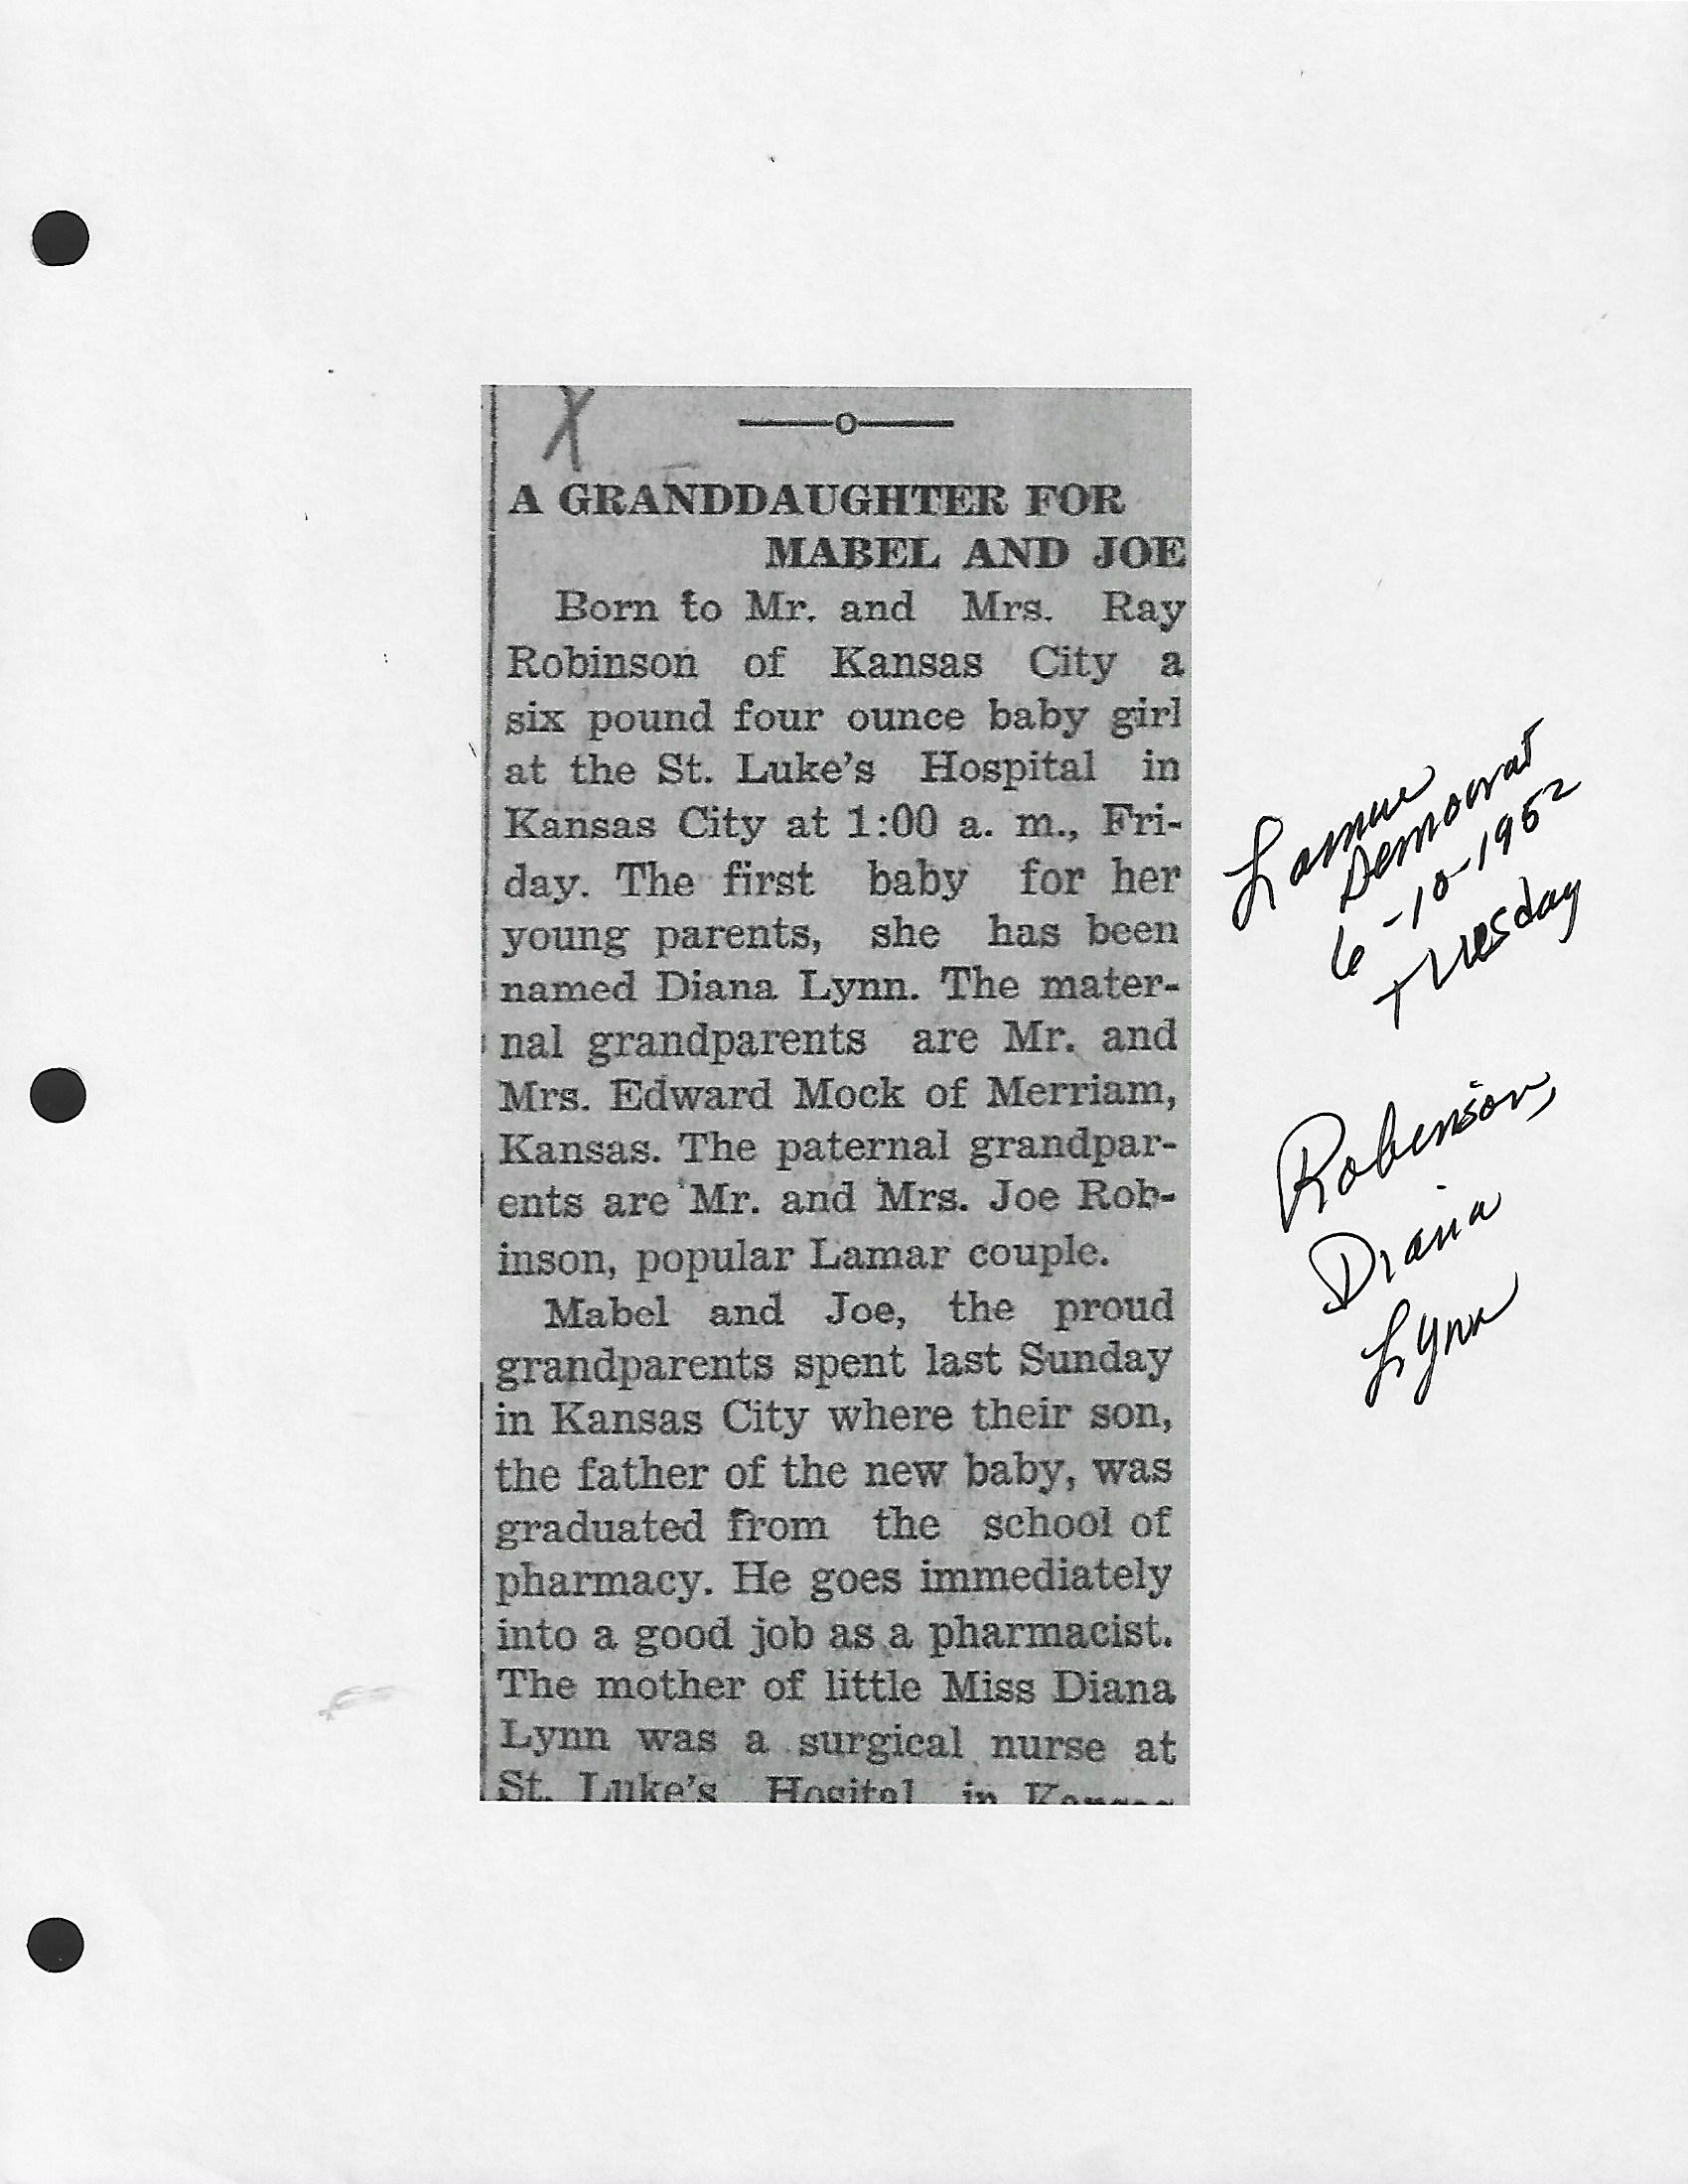 X
A GRANDDAUGHTER FOR
MABEL AND JOE
Born to Mr. and Mrs. Ray
Robinson of Kansas City a
six pound four ounce baby girl
at the St. Luke's Hospital in
Kansas City at 1:00 a. m., Fri-
day. The first baby for her
young parents, she has been
named Diana Lynn. The mater-
nal grandparents are Mr. and
Mrs. Edward Mock of Merriam,
Kansas. The paternal grandpar-
ents are Mr. and Mrs. Joe Rob-
inson, popular Lamar couple.
Mabel and Joe, the proud
grandparents spent last Sunday
in Kansas City where their son,
the father of the new baby, was
graduated from the school of
pharmacy. He goes immediately
into a good job as a pharmacist.
The mother of little Miss Diana
Lynn was a surgical nurse at
St. Luke's Hosital in Kansas
Lamar
Democrat
6-10-1952
Tuesday
Robinson,
Diana
Lynn